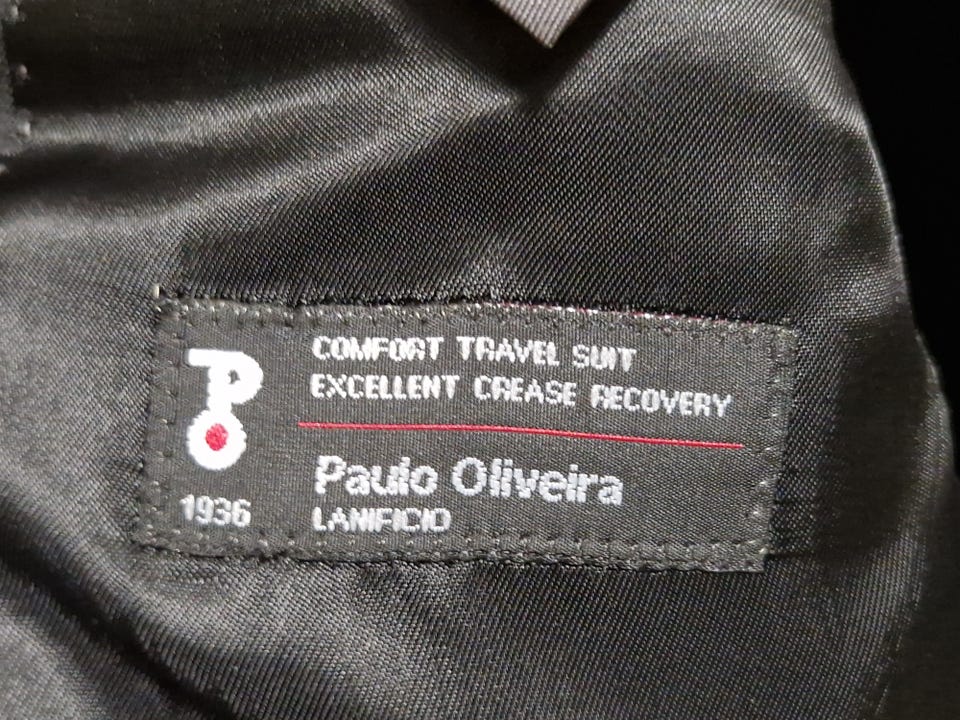 COMFORT TRAVEL SUIT
EXCELLENT CREASE RECOVERY
Paulo Oliveira
LANIFICIO
1936